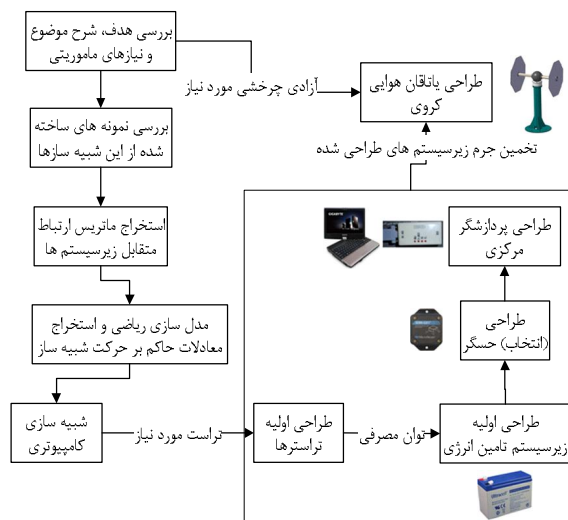 بررسی هدف، شرح موضوع
و نیازهای ماموریتی
آزادی چرخشی مورد نیاز
طراحی یاتاقان هوایی
کروی
بررسی نمونه های ساخته
شده از این شبیه سازها
تخمین جرم زیرسیستم های طراحی شده
استخراج ماتریس ارتباط
متقابل زیرسیستم ها
طراحی پردازشگر
مرکزی
مدل سازی ریاضی و استخراج
معادلات حاکم بر حرکت شبیه ساز
طراحی
(انتخاب) حسگر
شبیه سازی
کامپیوتری
تراست مورد نیاز
طراحی اولیه
تراسترها
توان مصرفی
طراحی اولیه
زیرسیستم تامین انرژی